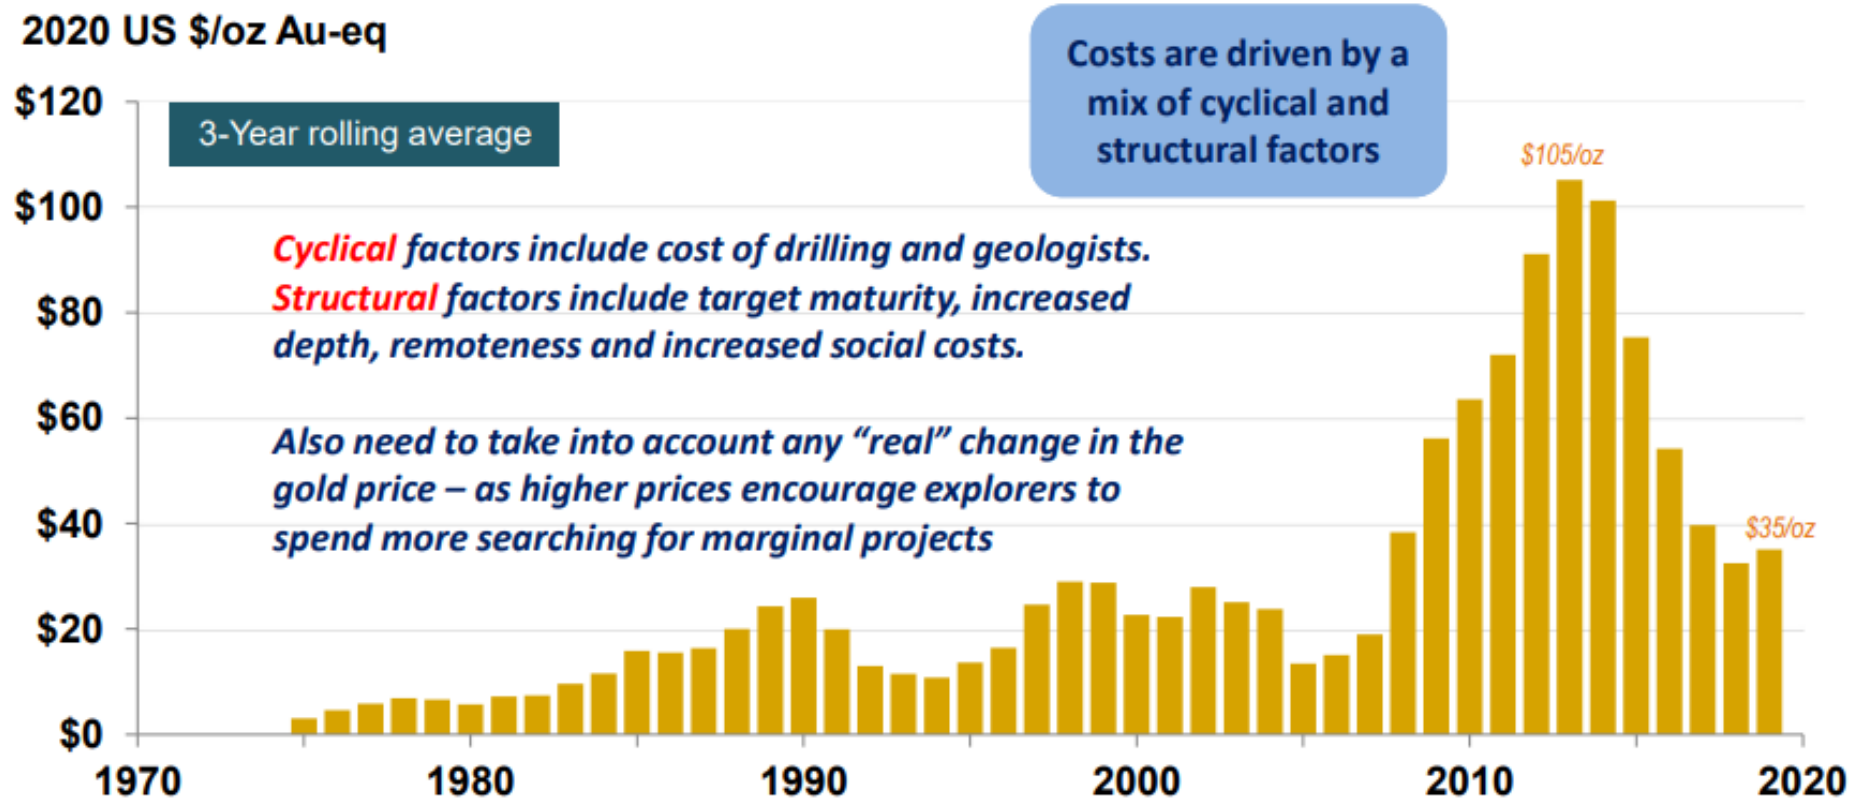 2020 US $/oz Au-eq
Costs are driven by a
mix of cyclical and
structural factors
3-Year rolling average
$105/oz
Cyclical factors include cost of drilling and geologists.
Structural factors include target maturity, increased
depth, remoteness and increased social costs.
Also need to take into account any “real” change in the
gold price – as higher prices encourage explorers to
spend more searching for marginal projects
$35/oz
$120
$100
$80
$60
$40
$20
$0
1970 1980 1990 2000 2010 2020